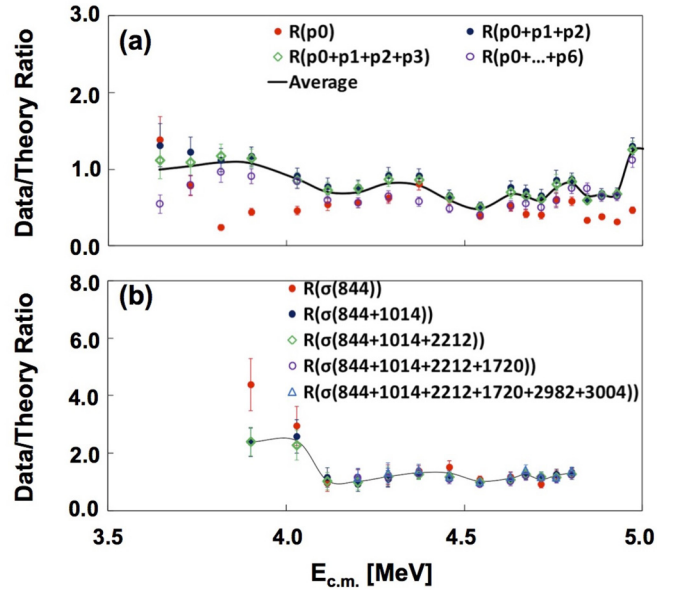 3.0
(a)
R(p0)
R(p0+p1+p2)
R(p0+p1+p2+p3)
R(p0+...+p6)
Average
2.0
1.0
0.0
Data/Theory Ratio
8.0
(b)
R(σ(844))
R(σ(844+1014))
R(σ(844+1014+2212))
R(σ(844+1014+2212+1720))
R(σ(844+1014+2212+1720+2982+3004))
6.0
4.0
2.0
0.0
Data/Theory Ratio
3.5 4.0 4.5 5.0
E_c.m. [MeV]